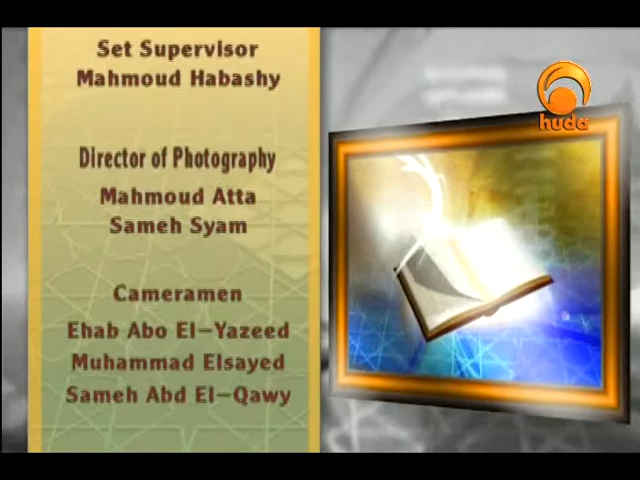 Set Supervisor
Mahmoud Habashy
Director of Photography
Mahmoud Atta
Sameh Syam
Cameramen
Ehab Abo El-Yazeed
Muhammad Elsayed
Sameh Abd El-Qawy
huda